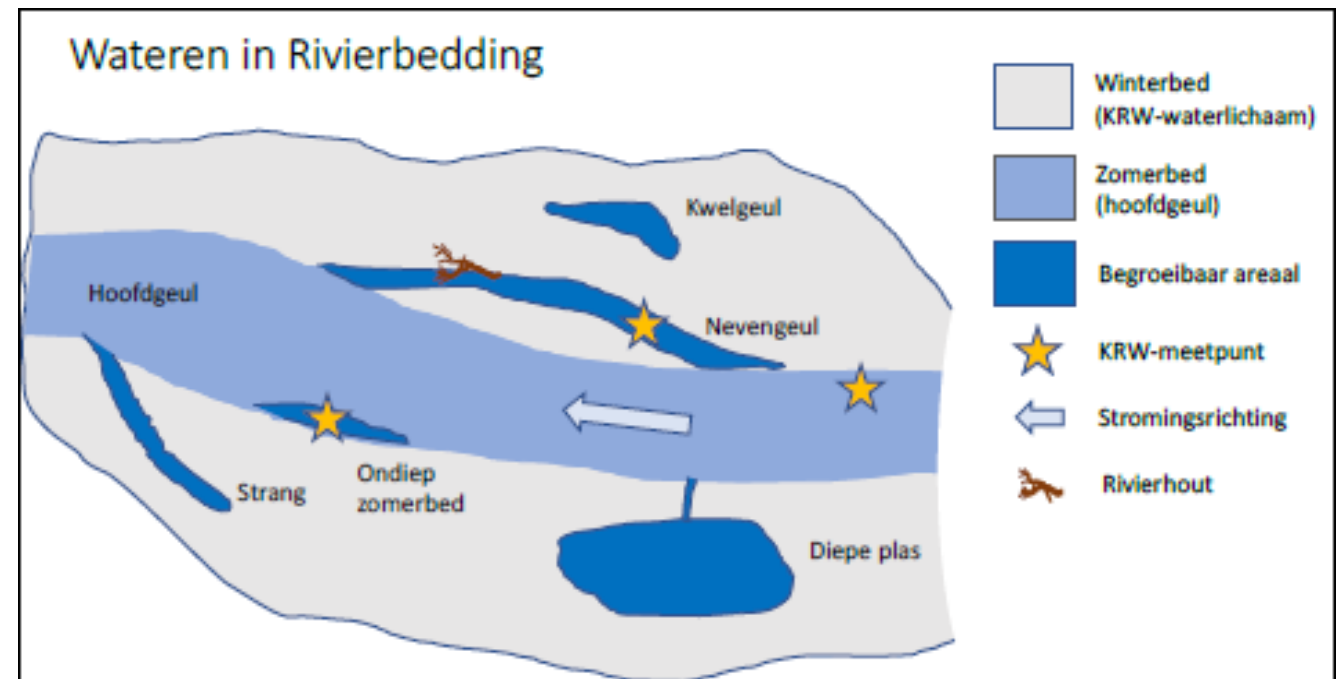 Wateren in Rivierbedding
Kwelgeul
Hoofdgeul
Nevengeul
Strang
Ondiep
zomerbed
Diepe plas
Winterbed
(KRW-waterlichaam)
Zomerbed
(hoofdgeul)
Begroeibaar areaal
KRW-meetpunt
Stromingsrichting
Rivierhout